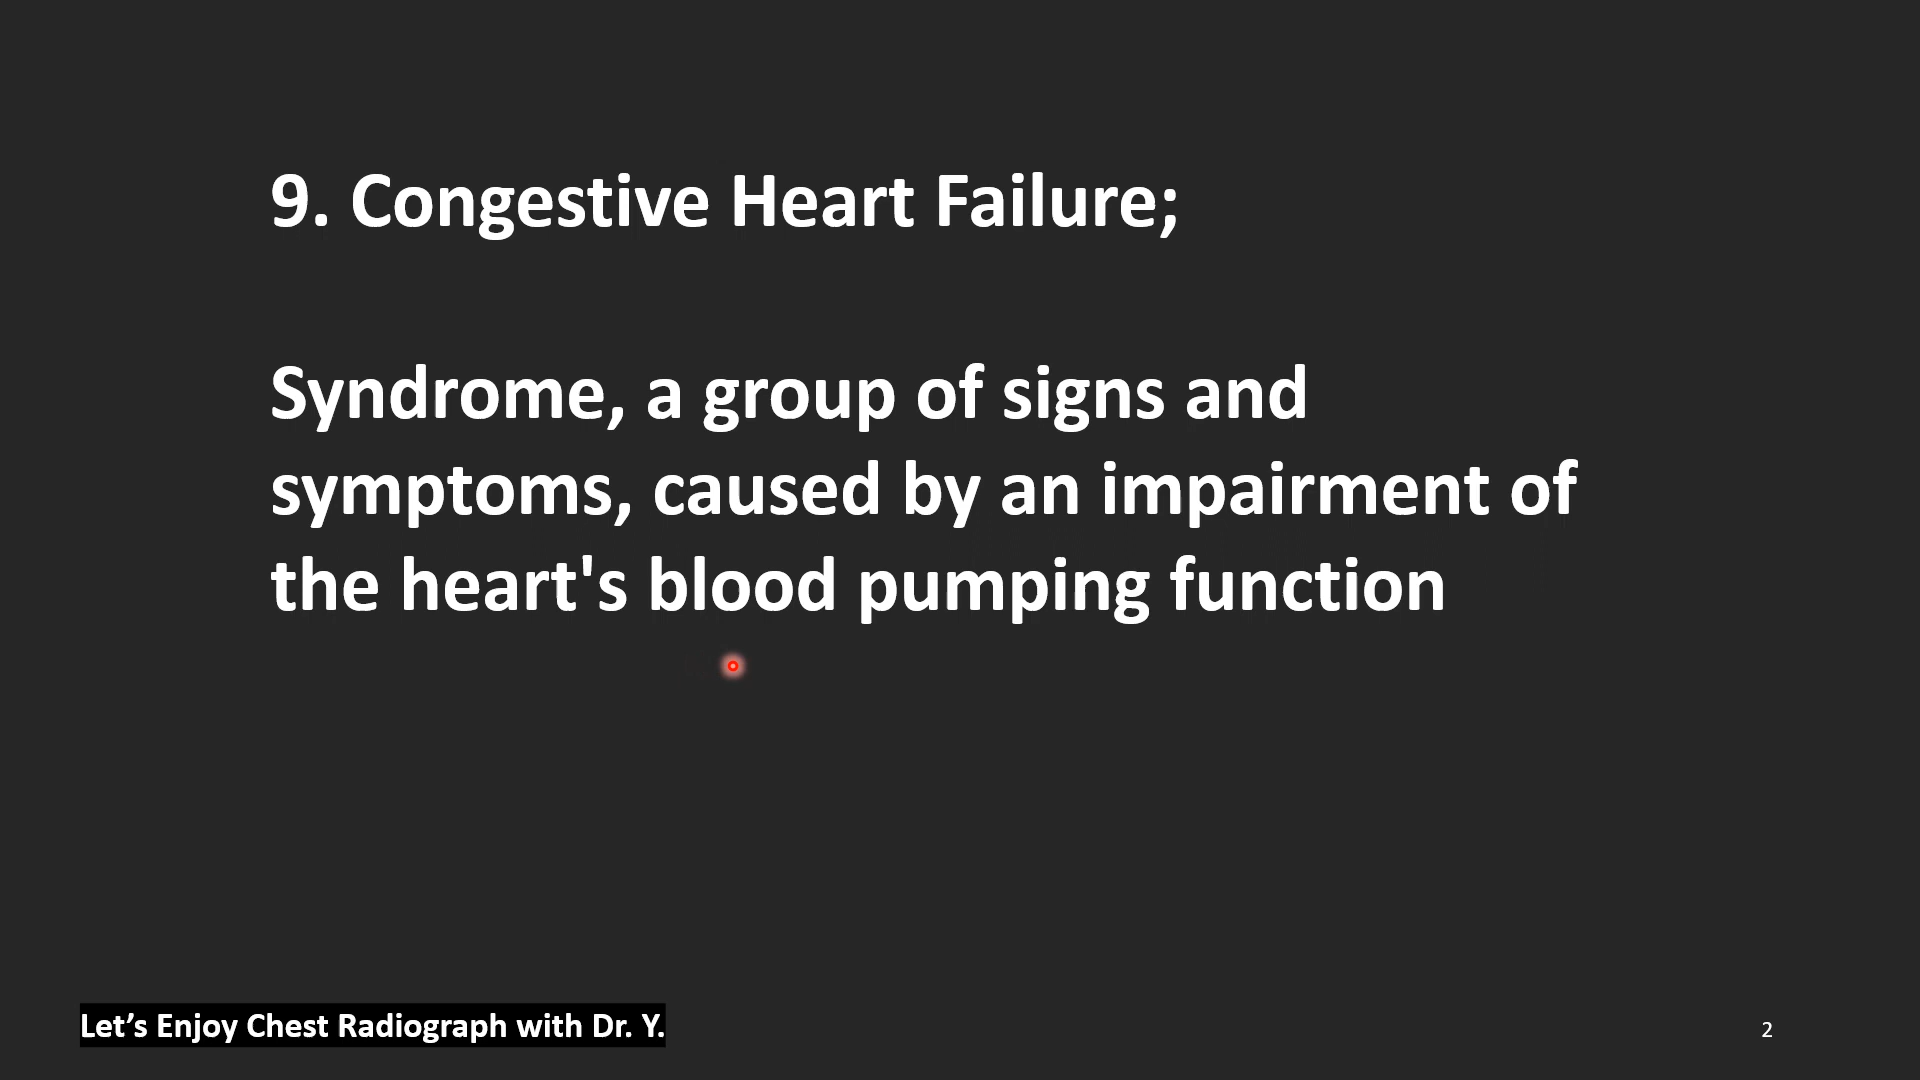 9. Congestive Heart Failure;
Syndrome, a group of signs and
symptoms, caused by an impairment of
the heart's blood pumping function
Let’s Enjoy Chest Radiograph with Dr. Y.
2